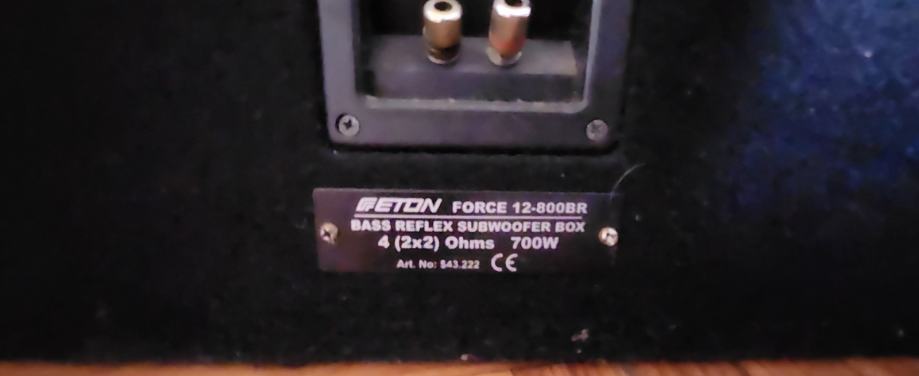 ETON FORCE 12-800BR
BASS REFLEX SUBWOOFER BOX
4 (2x2) Ohms 700W
Art. No: 543.222 CE